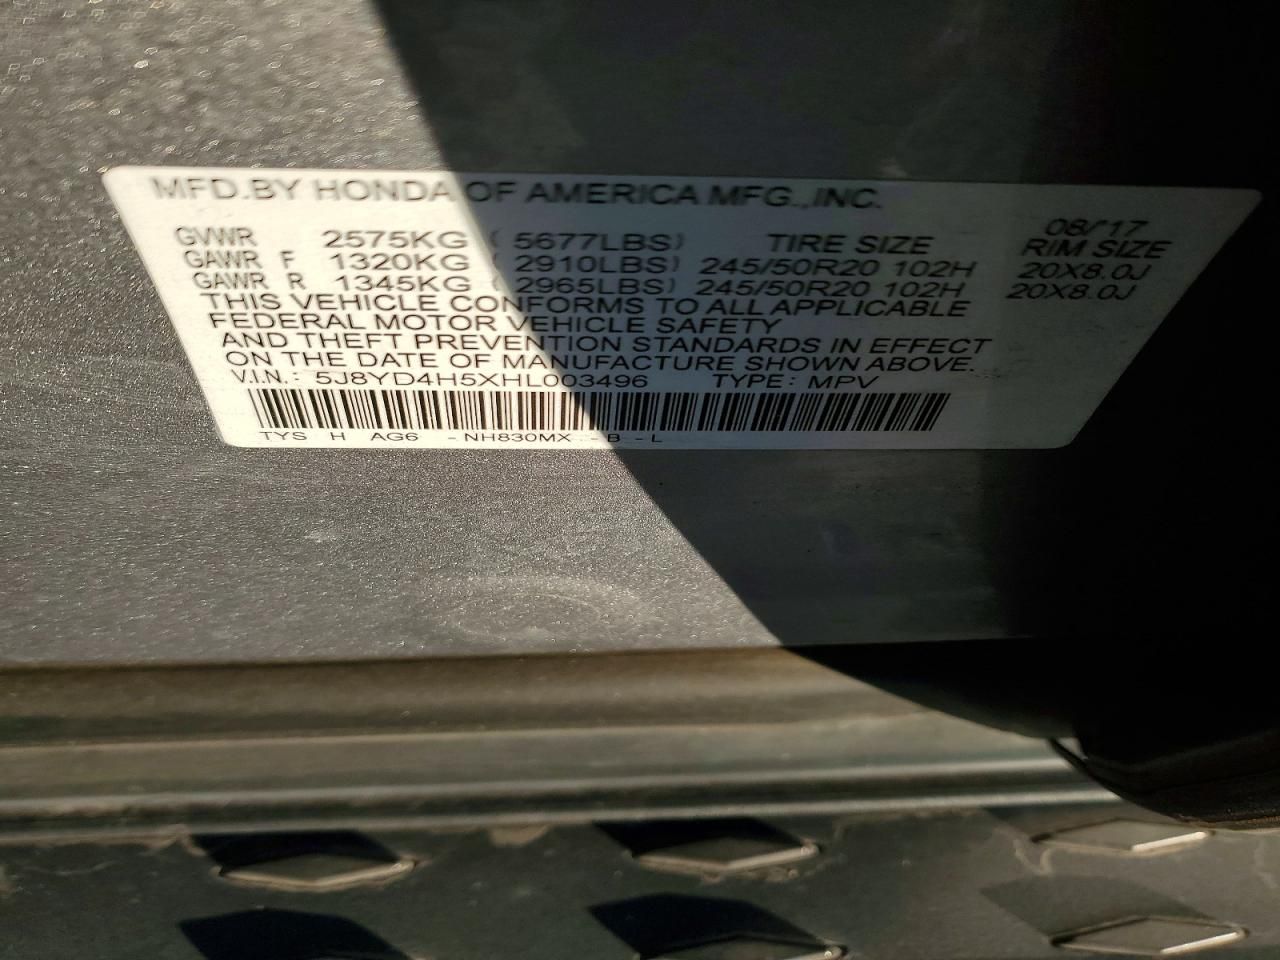 MFD.BY HONDA OF AMERICA MFG.,INC.
08/'17
GVWR 2575KG ( 5677LBS) TIRE SIZE RIM SIZE
GAWR F 1320KG ( 2910LBS) 245/50R20 102H 20X8.0J
GAWR R 1345KG ( 2965LBS) 245/50R20 102H 20X8.0J
THIS VEHICLE CONFORMS TO ALL APPLICABLE
FEDERAL MOTOR VEHICLE SAFETY
AND THEFT PREVENTION STANDARDS IN EFFECT
ON THE DATE OF MANUFACTURE SHOWN ABOVE.
V.I.N.: 5J8YD4H5XHL003496 TYPE: MPV
TYS H AG6 -NH830MX -B -L